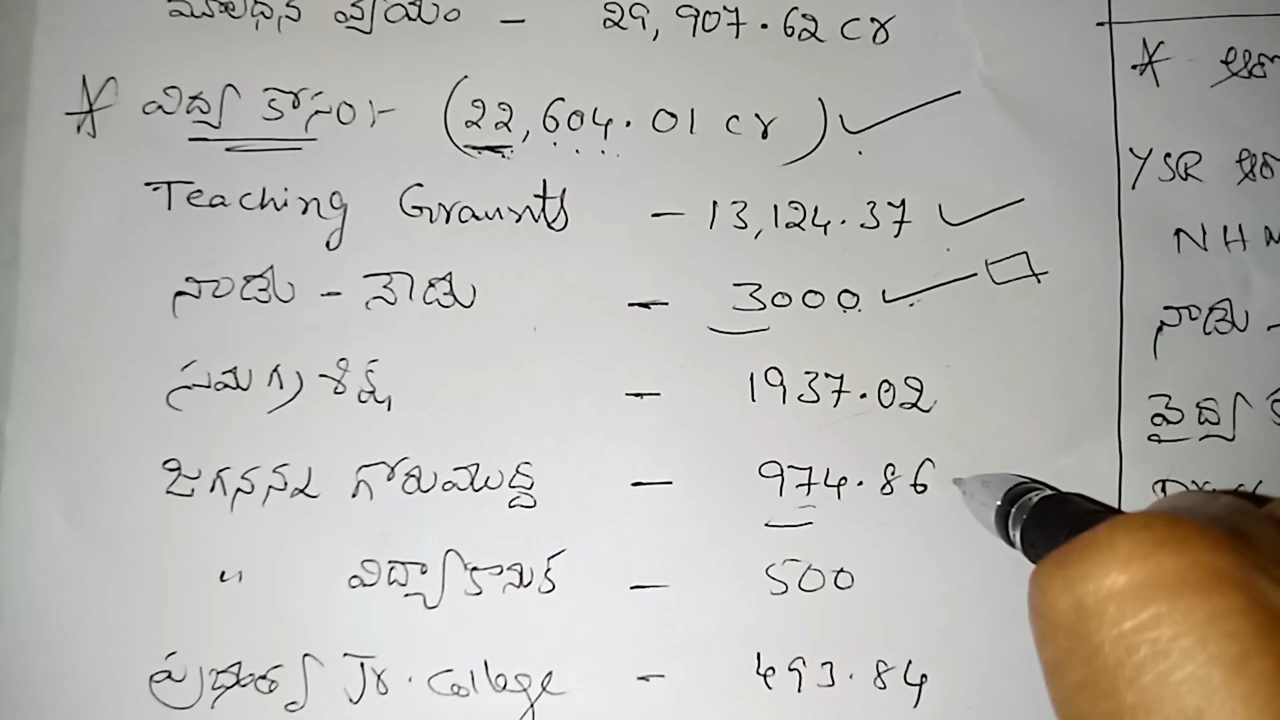 మూలధన వ్యయం - 29,907.62 cr
* విద్య కోసం:- (22,604.01 cr)
Teaching Graunts - 13,124.37
నాడు - నేడు - 3000
సమగ్ర శిక్ష - 1937.02
జగనన్న గోరుముద్ద - 974.86
" విద్యా కానుక - 500
ప్రభుత్వ Jr. College - 493.84
*
YSR
NHM
నాడు -
వైద్య